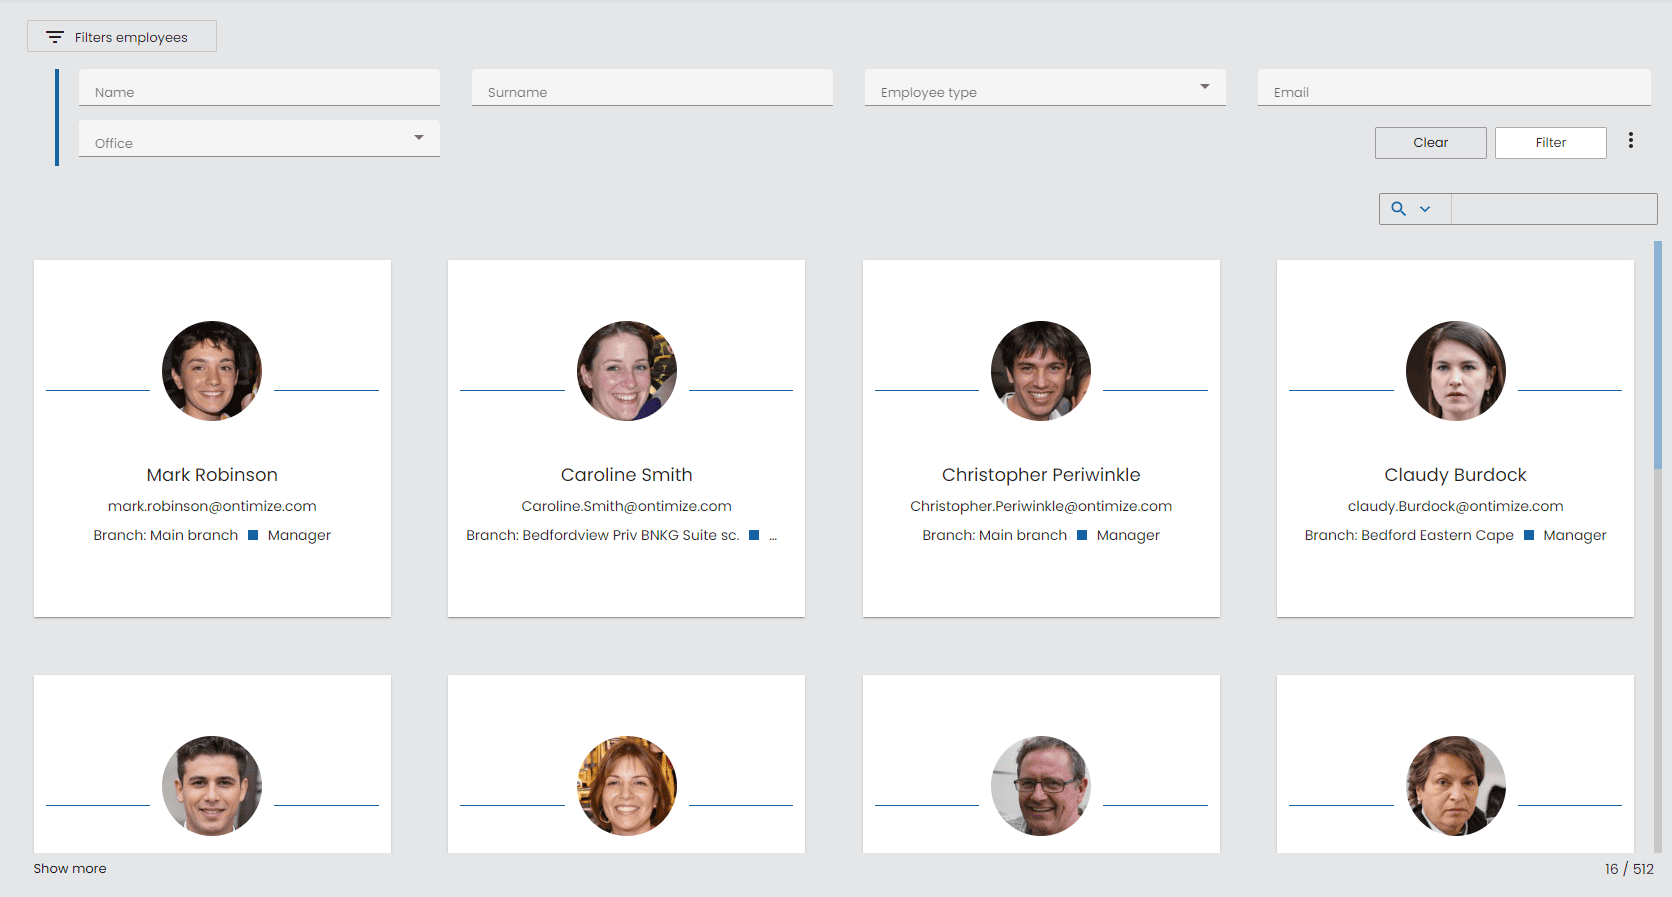 Filters employees
Name
Surname
Employee type
Email
Office
Clear
Filter
Mark Robinson
mark.robinson@ontimize.com
Branch: Main branch Manager
Caroline Smith
Caroline.Smith@ontimize.com
Branch: Bedfordview Priv BNKG Suite sc. ...
Christopher Periwinkle
Christopher.Periwinkle@ontimize.com
Branch: Main branch Manager
Claudy Burdock
claudy.Burdock@ontimize.com
Branch: Bedford Eastern Cape Manager
Show more
16 / 512